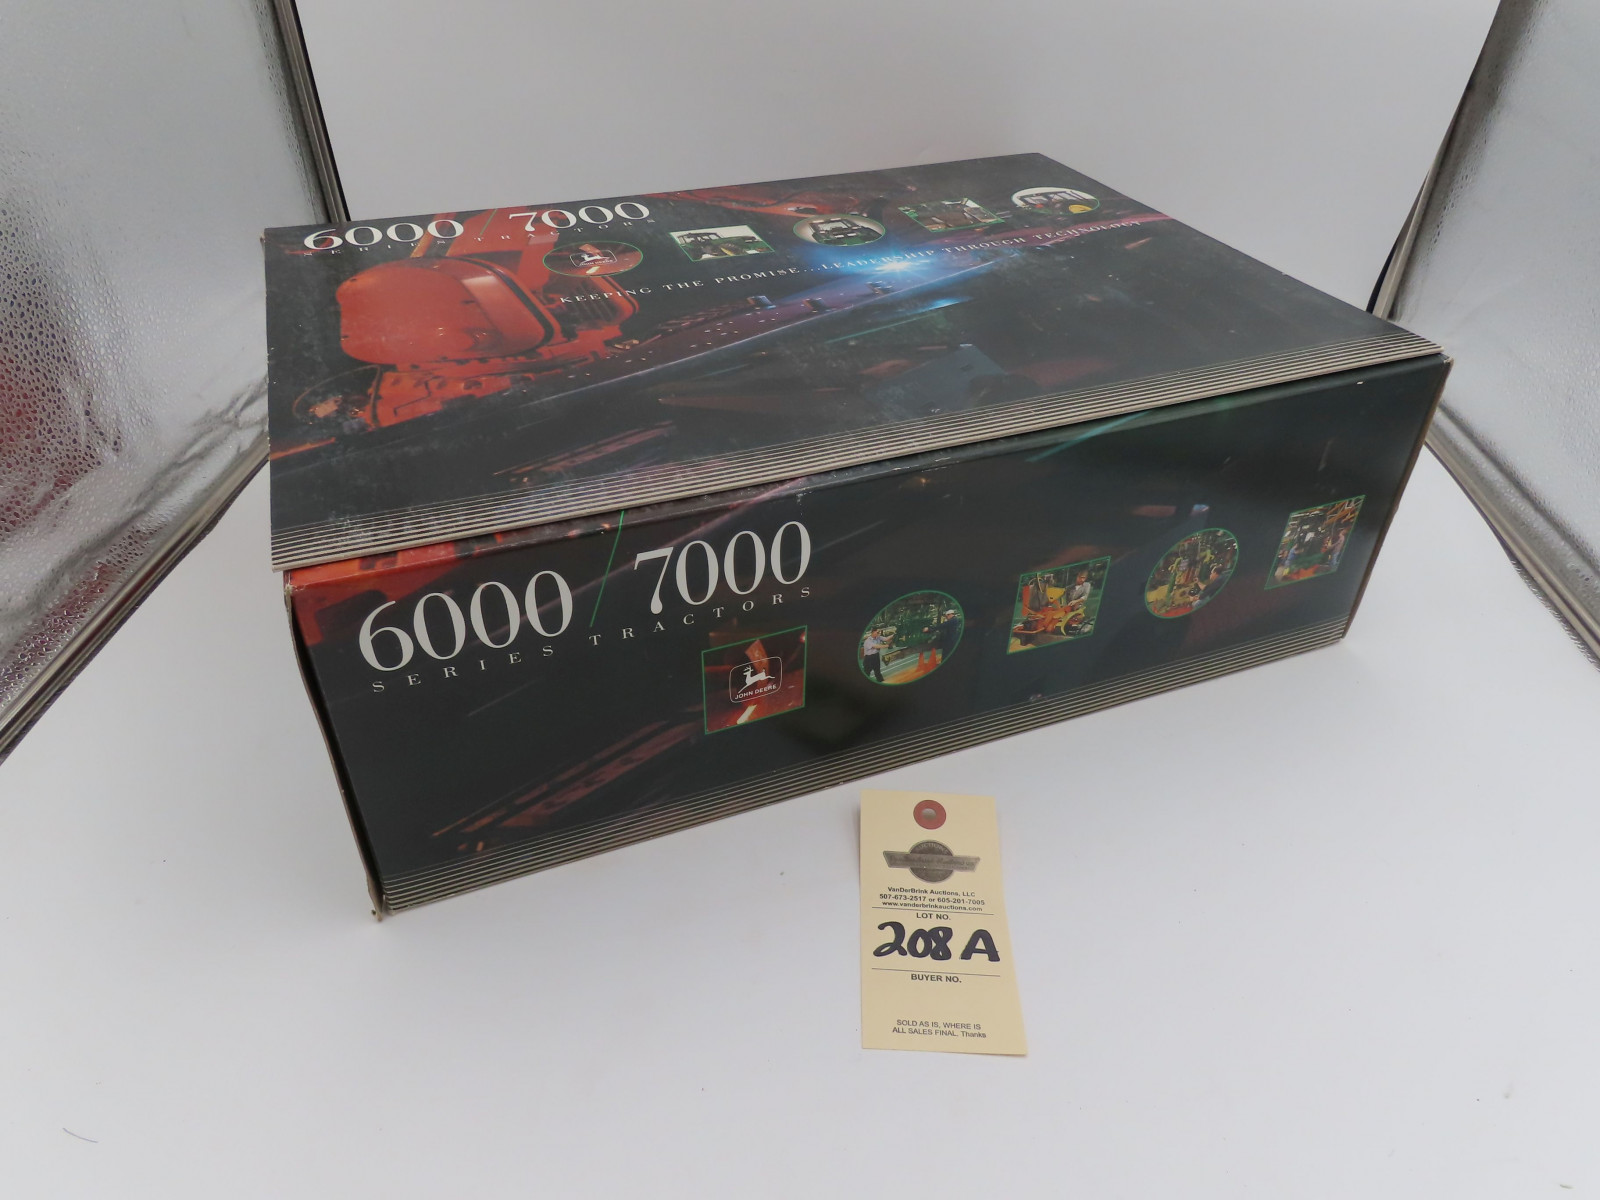 6000 / 7000
SERIES TRACTORS
KEEPING THE PROMISE...LEADERSHIP THROUGH TECHNOLOGY
6000 / 7000
SERIES TRACTORS
JOHN DEERE
VanDerBrink Auctions, LLC
507-673-2517 or 605-201-7005
www.vanderbrinkauctions.com
LOT NO.
208A
BUYER NO.
SOLD AS IS, WHERE IS
ALL SALES FINAL. Thanks